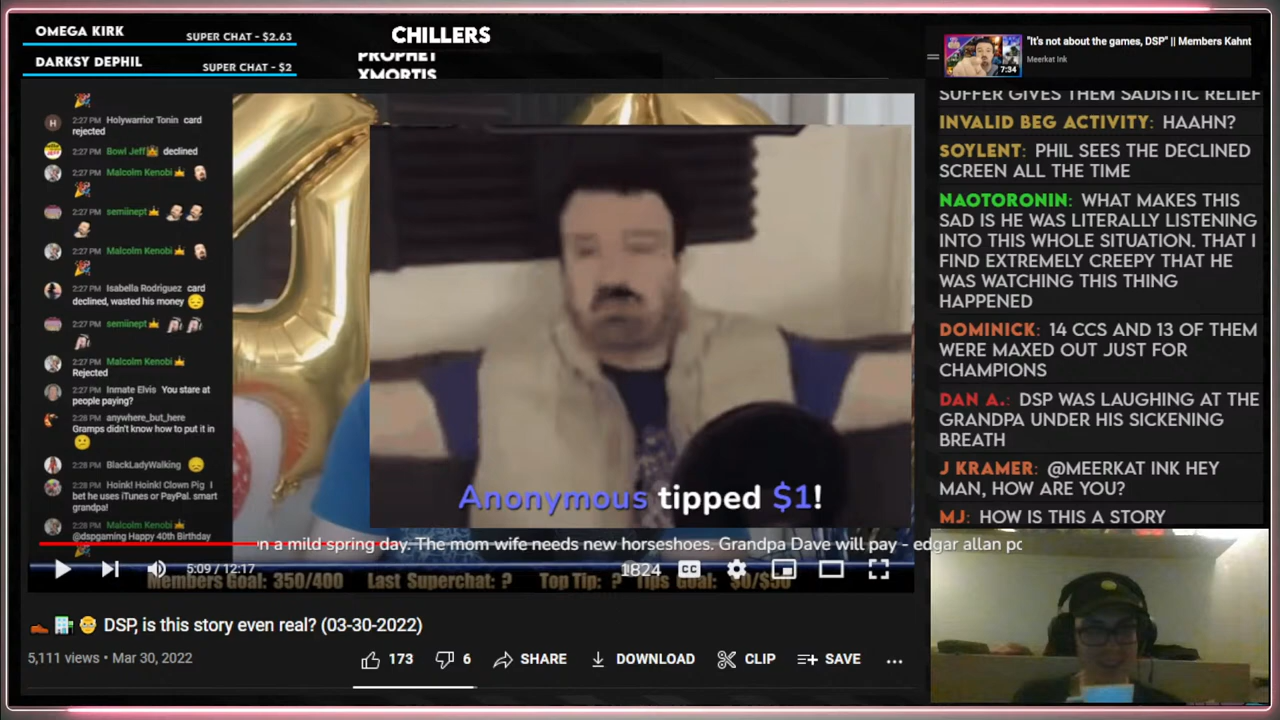 OMEGA KIRK
SUPER CHAT - $2.63
DARKSY DEPHIL
SUPER CHAT - $2
CHILLERS
PROPHET
XMORTIS
"It's not about the games, DSP" || Members Kahnt
Meerkat Ink
7:34
2:27 PM Holywarrior Tonin card
rejected
2:27 PM Bowl Jeff declined
2:27 PM Malcolm Kenobi
2:27 PM semiinept
2:27 PM Malcolm Kenobi
2:27 PM Isabella Rodriguez card
declined, wasted his money
2:27 PM semiinept
2:27 PM Malcolm Kenobi
Rejected
2:27 PM Inmate Elvis You stare at
people paying?
2:28 PM anywhere_but_here
Gramps didn't know how to put it in
2:28 PM BlackLadyWalking
2:28 PM Hoink! Hoink! Clown Pig I
bet he uses iTunes or PayPal. smart
grandpa!
2:28 PM Malcolm Kenobi
@dspgaming Happy 40th Birthday
Anonymous tipped $1!
n a mild spring day. The mom wife needs new horseshoes. Grandpa Dave will pay - edgar allan po
5:09 / 12:17
1824
CC
Members Goal: 350/400 Last Superchat: ? Top Tip: ? Tips Goal: $0/$50
DSP, is this story even real? (03-30-2022)
5,111 views • Mar 30, 2022
173
6
SHARE
DOWNLOAD
CLIP
SAVE
SUFFER GIVES THEM SADISTIC RELIEF
INVALID BEG ACTIVITY: HAAHN?
SOYLENT: PHIL SEES THE DECLINED
SCREEN ALL THE TIME
NAOTORONIN: WHAT MAKES THIS
SAD IS HE WAS LITERALLY LISTENING
INTO THIS WHOLE SITUATION. THAT I
FIND EXTREMELY CREEPY THAT HE
WAS WATCHING THIS THING
HAPPENED
DOMINICK: 14 CCS AND 13 OF THEM
WERE MAXED OUT JUST FOR
CHAMPIONS
DAN A.: DSP WAS LAUGHING AT THE
GRANDPA UNDER HIS SICKENING
BREATH
J KRAMER: @MEERKAT INK HEY
MAN, HOW ARE YOU?
MJ: HOW IS THIS A STORY